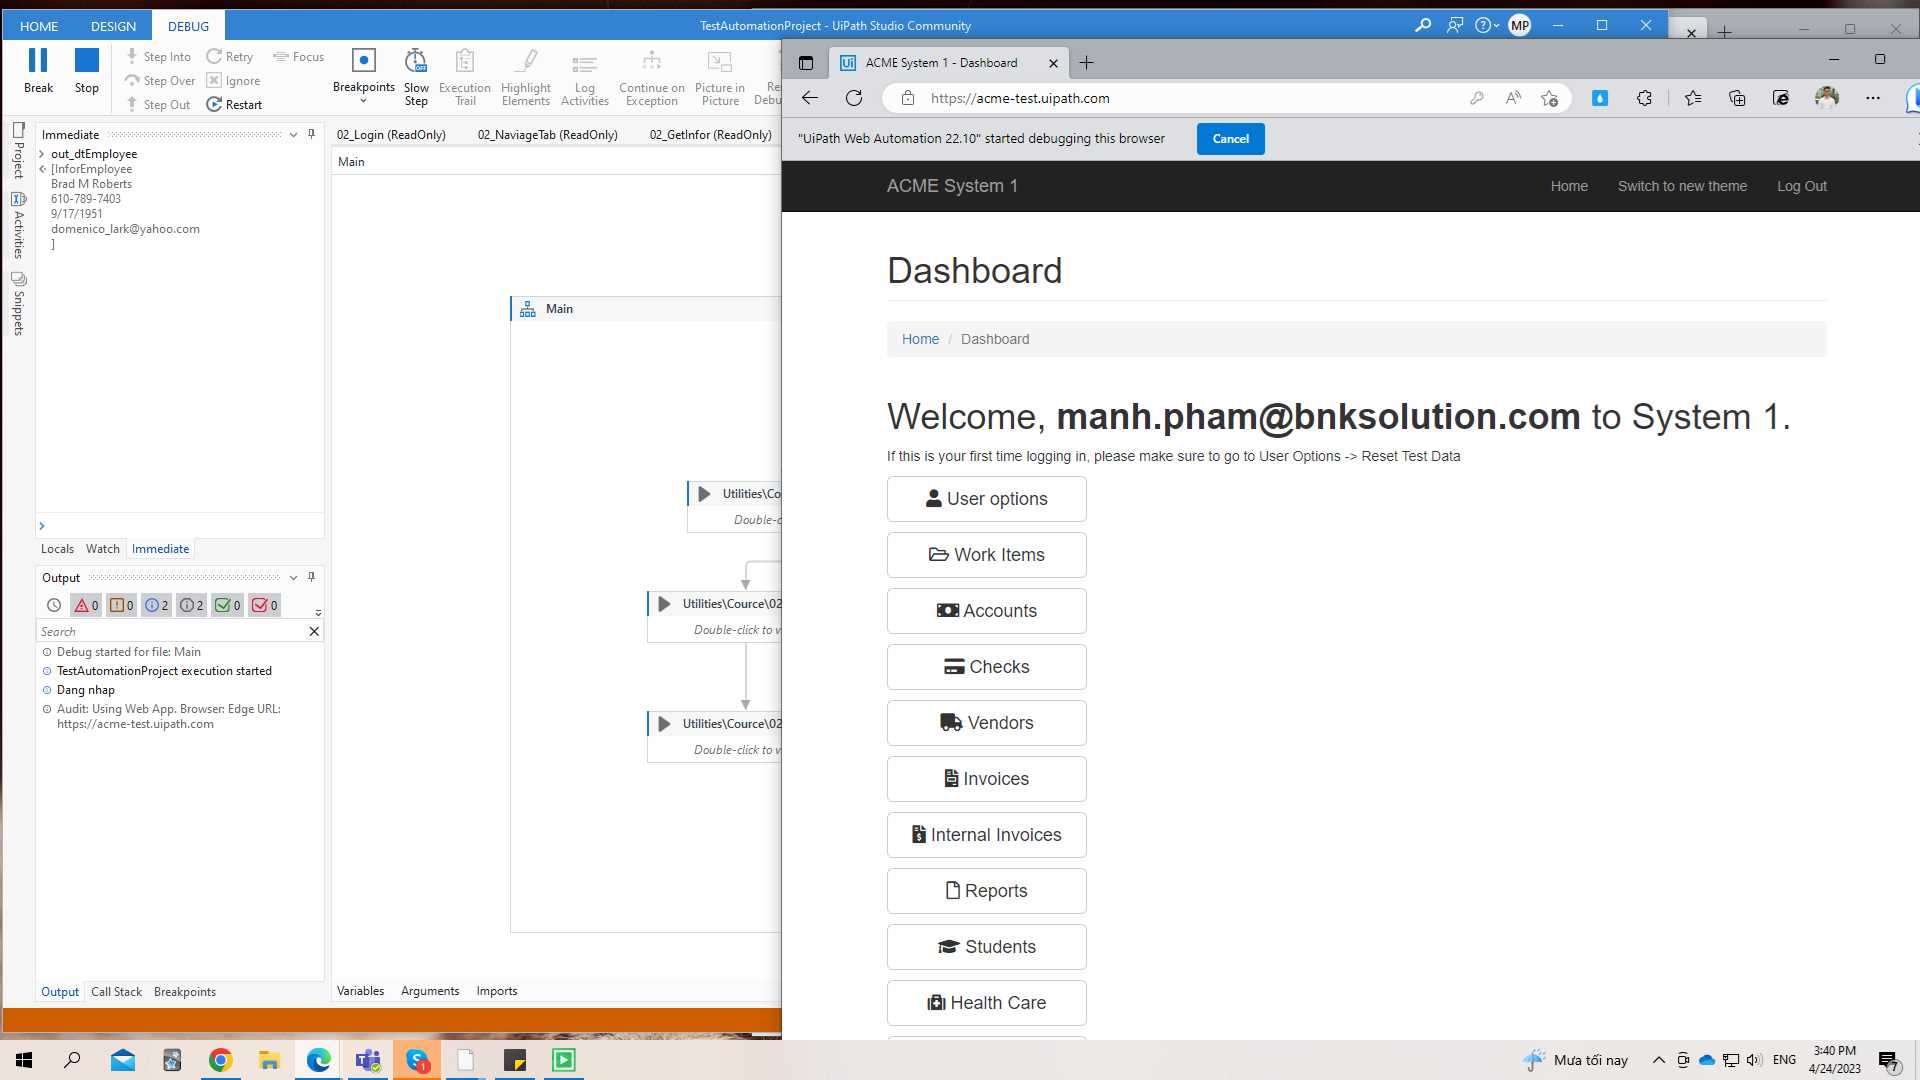 HOME DESIGN DEBUG
TestAutomationProject - UiPath Studio Community
MP
Break
Stop
Step Into
Step Over
Step Out
Retry
Ignore
Restart
Focus
Breakpoints
Slow Step
Execution Trail
Highlight Elements
Log Activities
Continue on Exception
Picture in Picture
Project
Activities
Snippets
Immediate
out_dtEmployee
[InforEmployee
Brad M Roberts
610-789-7403
9/17/1951
domenico_lark@yahoo.com
]
Locals Watch Immediate
Output
0 0 2 2 0 0
Search
Debug started for file: Main
TestAutomationProject execution started
Dang nhap
Audit: Using Web App. Browser: Edge URL:
https://acme-test.uipath.com
Output Call Stack Breakpoints
02_Login (ReadOnly) 02_NaviageTab (ReadOnly) 02_GetInfor (ReadOnly)
Main
Main
Utilities\Co
Double-c
Utilities\Cource\02
Double-click to v
Utilities\Cource\02
Double-click to v
Variables Arguments Imports
Ui ACME System 1 - Dashboard
https://acme-test.uipath.com
"UiPath Web Automation 22.10" started debugging this browser Cancel
ACME System 1 Home Switch to new theme Log Out
Dashboard
Home / Dashboard
Welcome, manh.pham@bnksolution.com to System 1.
If this is your first time logging in, please make sure to go to User Options -> Reset Test Data
User options
Work Items
Accounts
Checks
Vendors
Invoices
Internal Invoices
Reports
Students
Health Care
Mưa tối nay
ENG
3:40 PM
4/24/2023
7